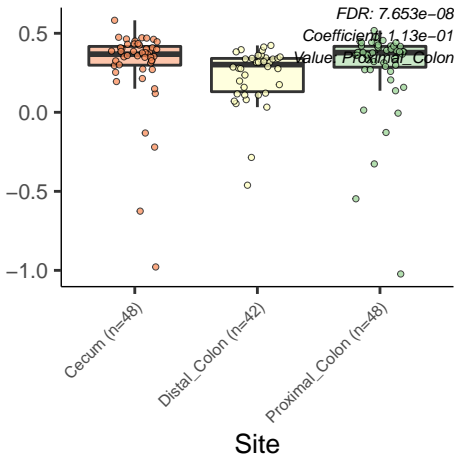 FDR: 7.653e−08
Coefficient: 1.13e−01
Value: Proximal_Colon
0.5
0.0
−0.5
−1.0
Cecum (n=48)
Distal_Colon (n=42)
Proximal_Colon (n=48)
Site